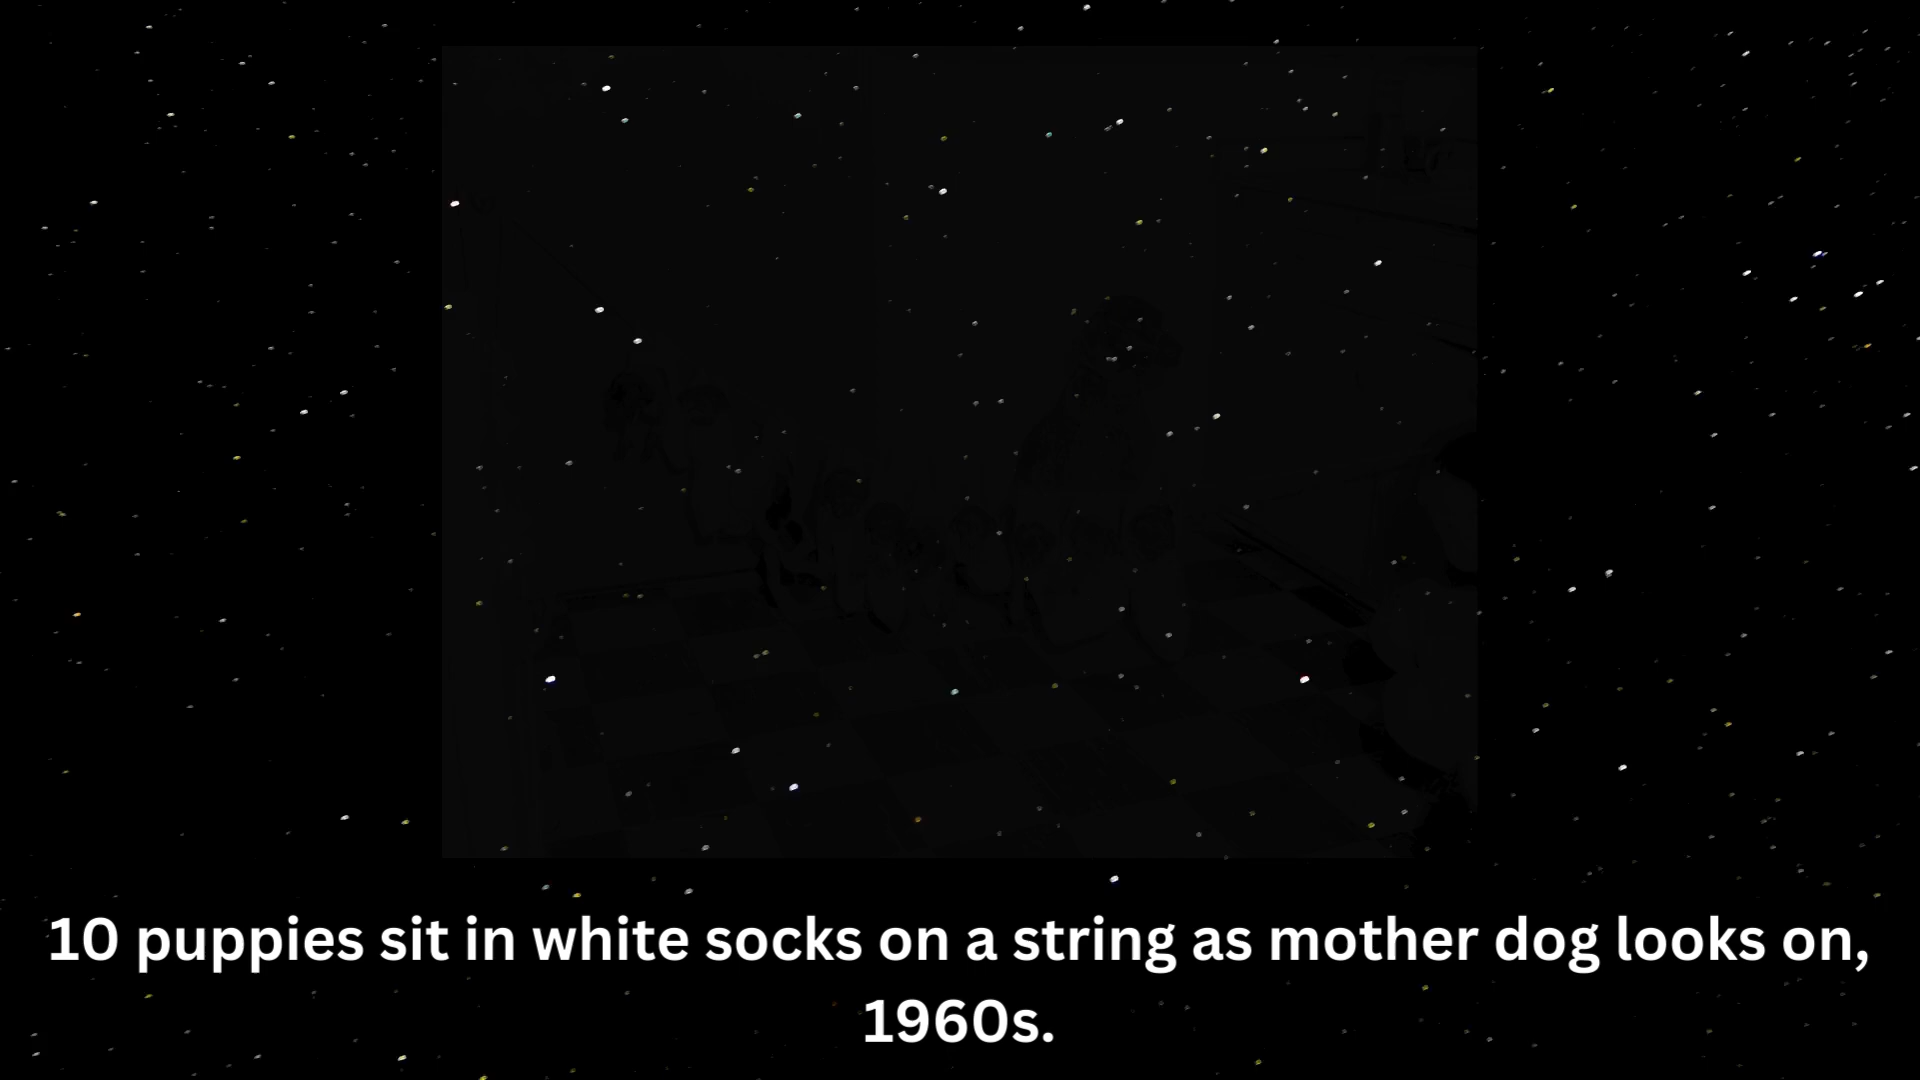 10 puppies sit in white socks on a string as mother dog looks on,
1960s.